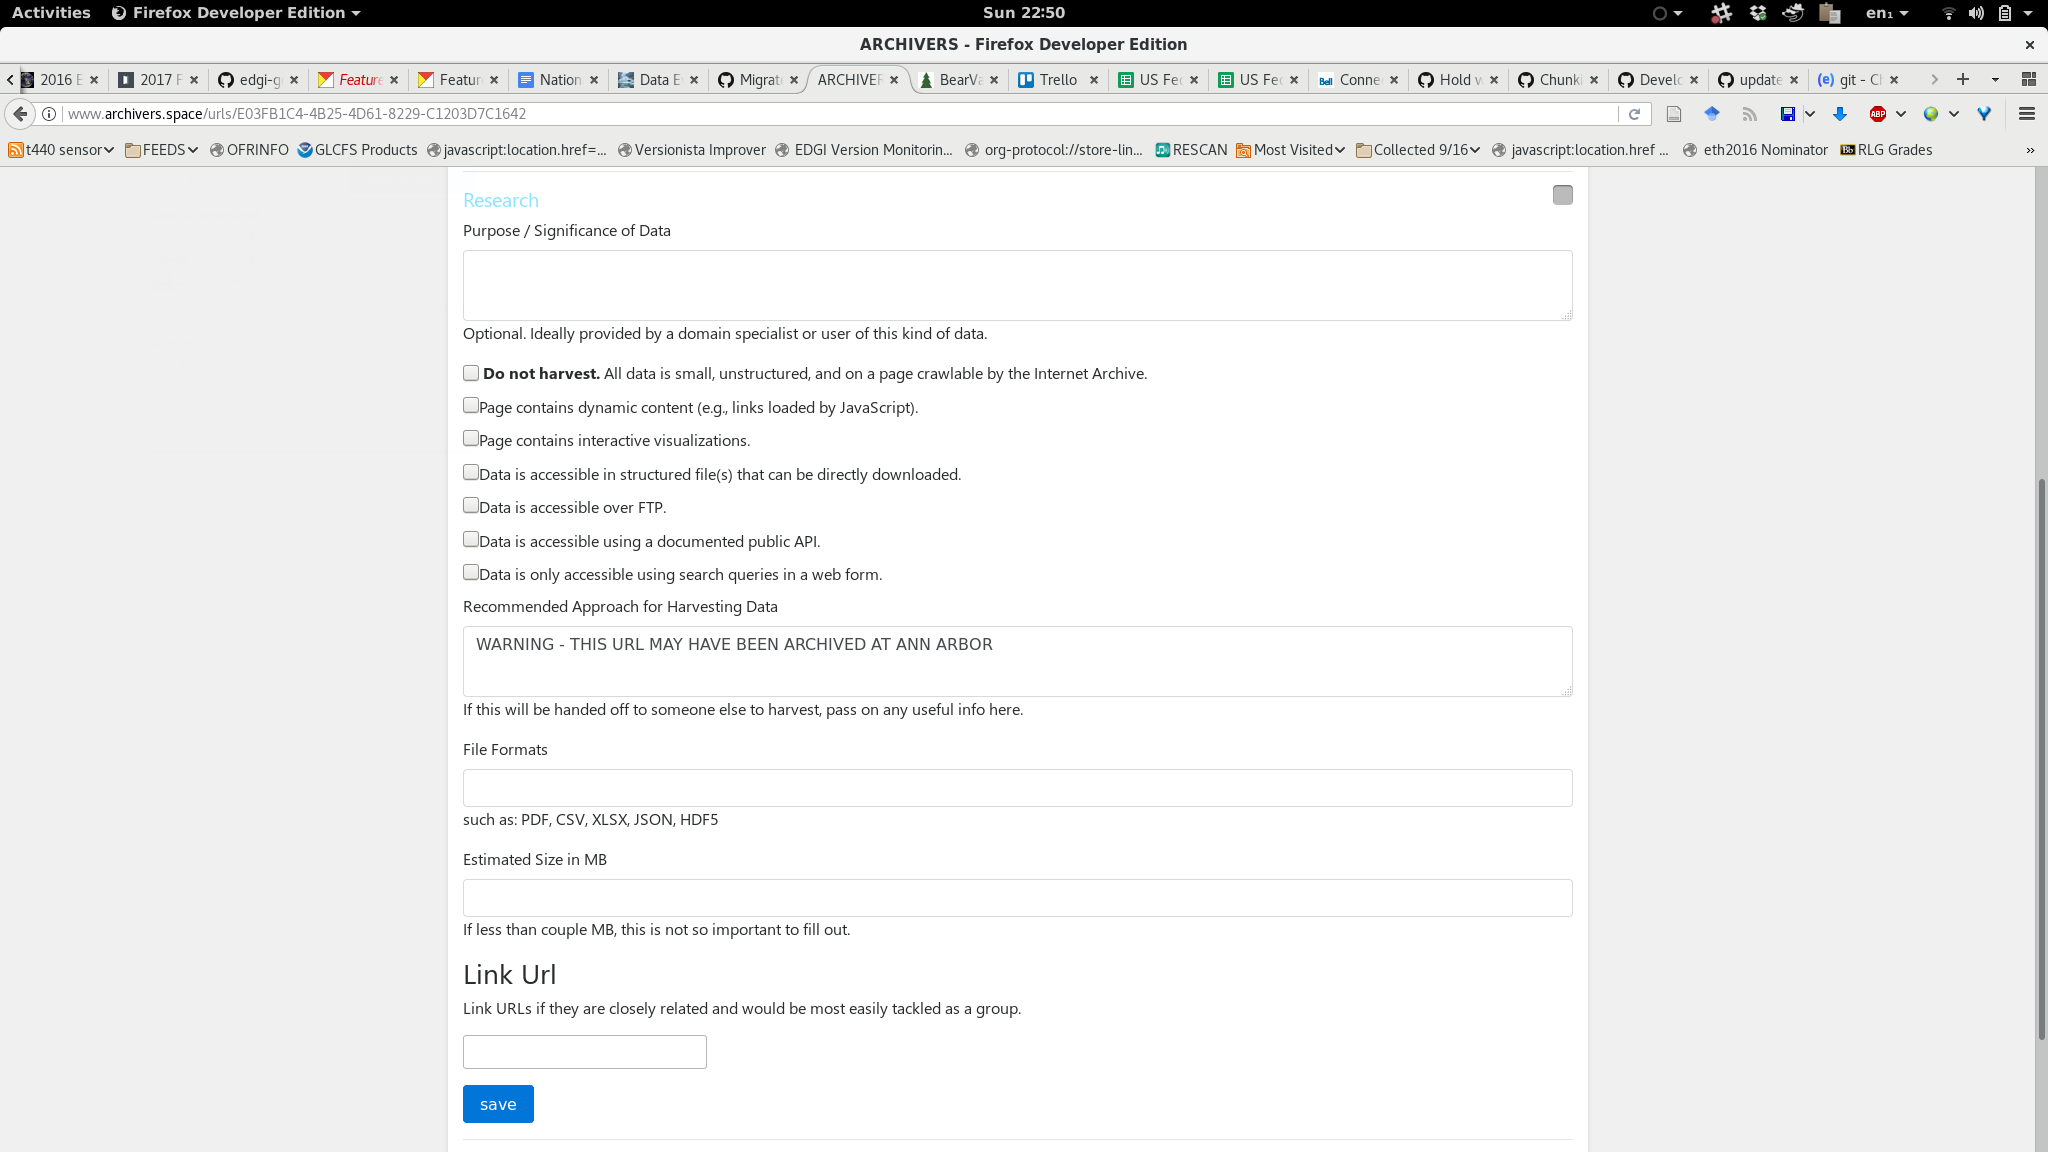 Activities Firefox Developer Edition Sun 22:50 en₁
ARCHIVERS - Firefox Developer Edition
2016 E 2017 F edgi-g Feature Featur Nation Data E Migrat ARCHIVER BearVa Trello US Fed US Fed Bell Connec Hold w Chunki Develo update (e) git - Ch
www.archivers.space/urls/E03FB1C4-4B25-4D61-8229-C1203D7C1642 ABP
t440 sensor FEEDS OFRINFO GLCFS Products javascript:location.href=... Versionista Improver EDGI Version Monitorin... org-protocol://store-lin... RESCAN Most Visited Collected 9/16 javascript:location.href ... eth2016 Nominator Bb RLG Grades »
Research
Purpose / Significance of Data
Optional. Ideally provided by a domain specialist or user of this kind of data.
Do not harvest. All data is small, unstructured, and on a page crawlable by the Internet Archive.
Page contains dynamic content (e.g., links loaded by JavaScript).
Page contains interactive visualizations.
Data is accessible in structured file(s) that can be directly downloaded.
Data is accessible over FTP.
Data is accessible using a documented public API.
Data is only accessible using search queries in a web form.
Recommended Approach for Harvesting Data
WARNING - THIS URL MAY HAVE BEEN ARCHIVED AT ANN ARBOR
If this will be handed off to someone else to harvest, pass on any useful info here.
File Formats
such as: PDF, CSV, XLSX, JSON, HDF5
Estimated Size in MB
If less than couple MB, this is not so important to fill out.
Link Url
Link URLs if they are closely related and would be most easily tackled as a group.
save